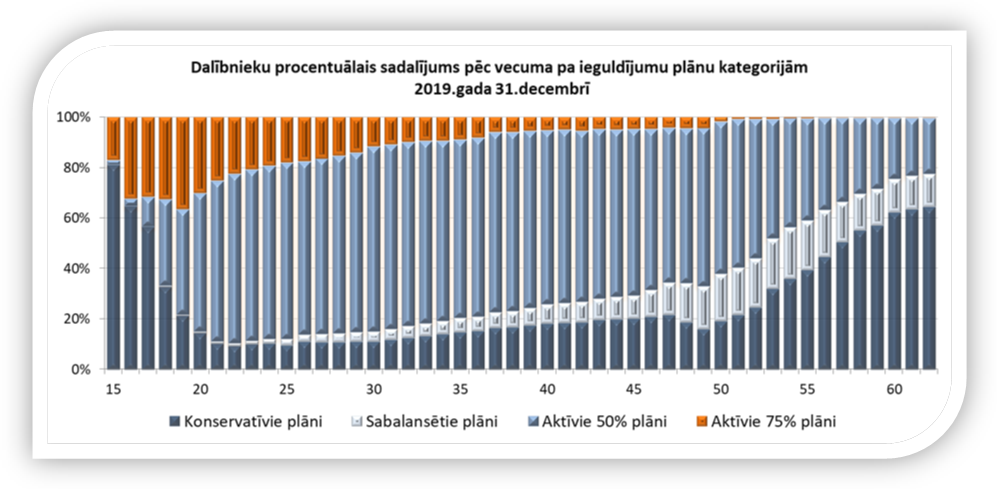 Dalībnieku procentuālais sadalījums pēc vecuma pa ieguldījumu plānu kategorijām
2019.gada 31.decembrī
100%
80%
60%
40%
20%
0%
15 20 25 30 35 40 45 50 55 60
Konservatīvie plāni Sabalansētie plāni Aktīvie 50% plāni Aktīvie 75% plāni